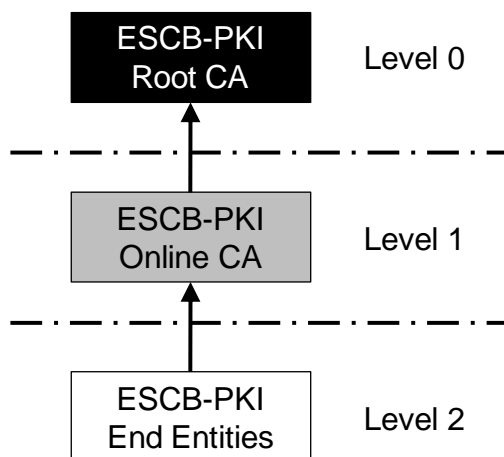 ESCB-PKI
Root CA
Level 0
ESCB-PKI
Online CA
Level 1
ESCB-PKI
End Entities
Level 2